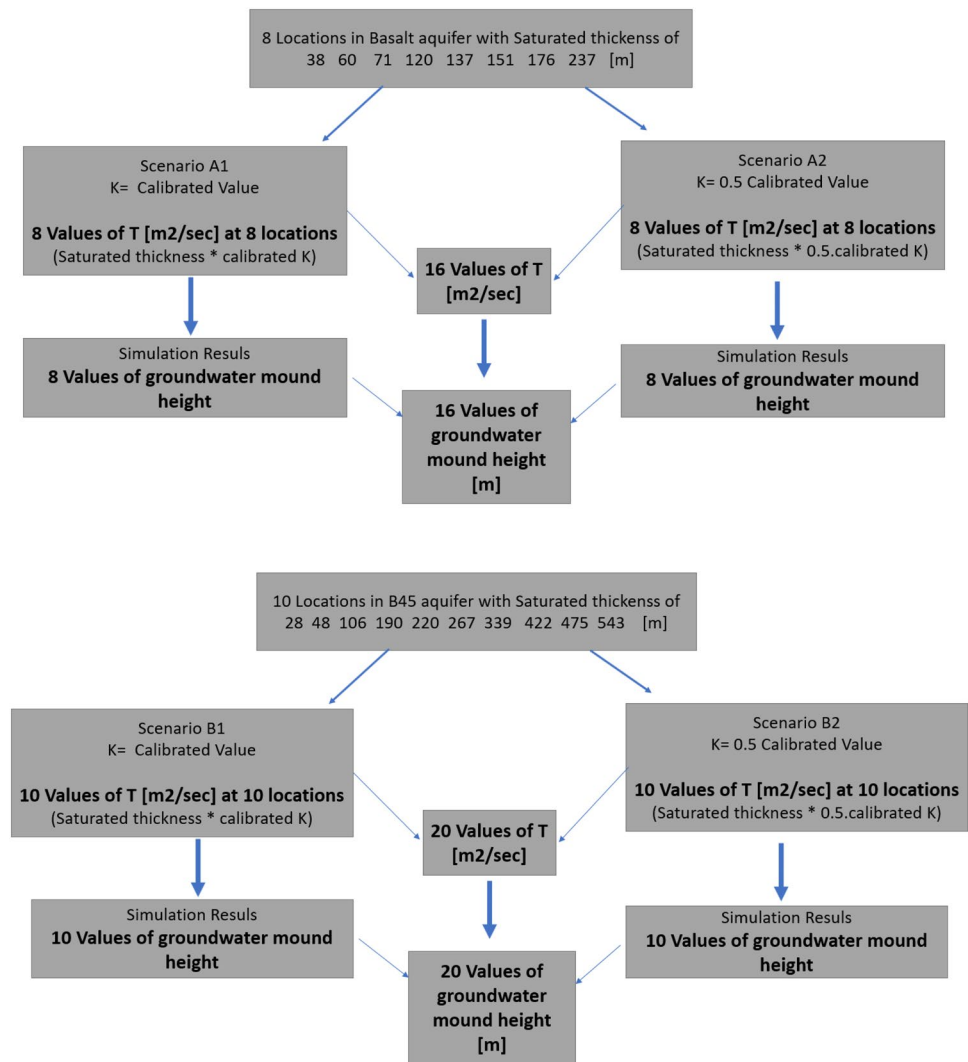 8 Locations in Basalt aquifer with Saturated thickenss of
38 60 71 120 137 151 176 237 [m]
Scenario A1
K= Calibrated Value
8 Values of T [m2/sec] at 8 locations
(Saturated thickness * calibrated K)
Scenario A2
K= 0.5 Calibrated Value
8 Values of T [m2/sec] at 8 locations
(Saturated thickness * 0.5.calibrated K)
16 Values of T
[m2/sec]
Simulation Resuls
8 Values of groundwater mound
height
Simulation Resuls
8 Values of groundwater mound
height
16 Values of
groundwater
mound height
[m]
10 Locations in B45 aquifer with Saturated thickenss of
28 48 106 190 220 267 339 422 475 543 [m]
Scenario B1
K= Calibrated Value
10 Values of T [m2/sec] at 10 locations
(Saturated thickness * calibrated K)
Scenario B2
K= 0.5 Calibrated Value
10 Values of T [m2/sec] at 10 locations
(Saturated thickness * 0.5.calibrated K)
20 Values of T
[m2/sec]
Simulation Resuls
10 Values of groundwater mound
height
Simulation Resuls
10 Values of groundwater mound
height
20 Values of
groundwater
mound height
[m]